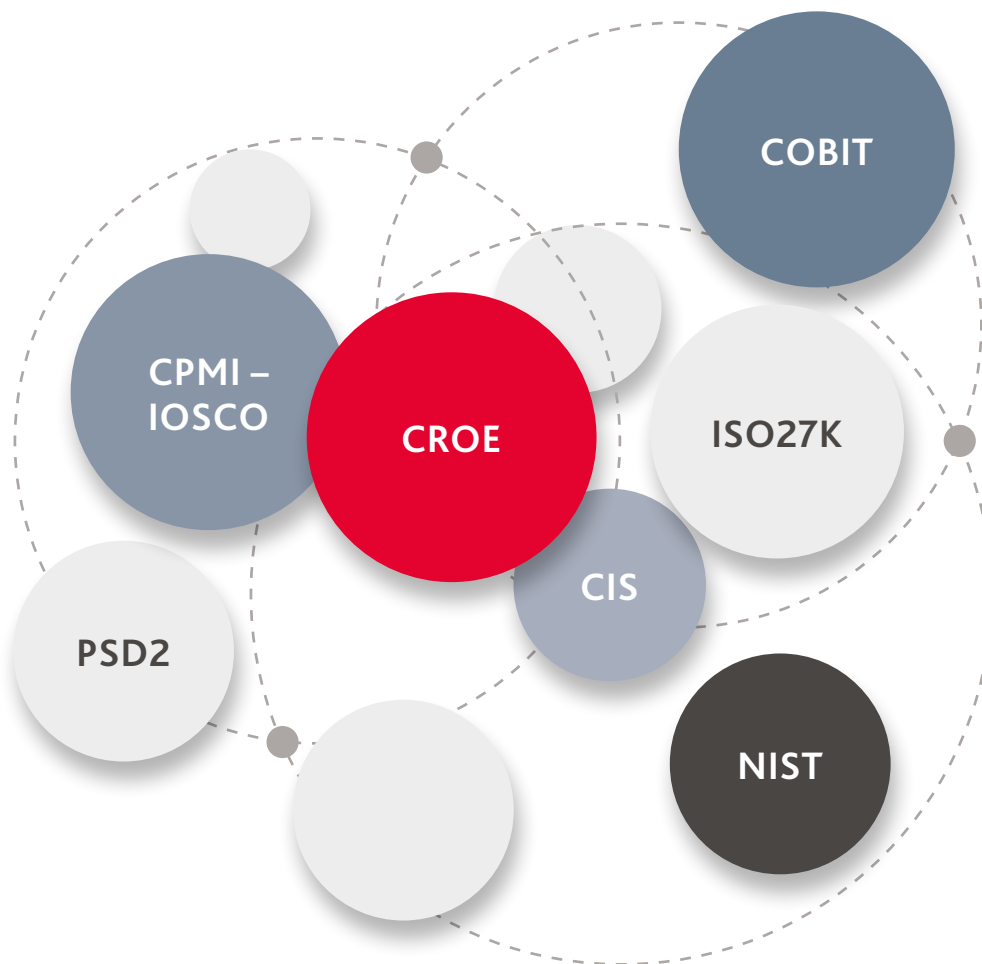 COBIT
CPMI –
IOSCO
CROE
ISO27K
CIS
PSD2
NIST